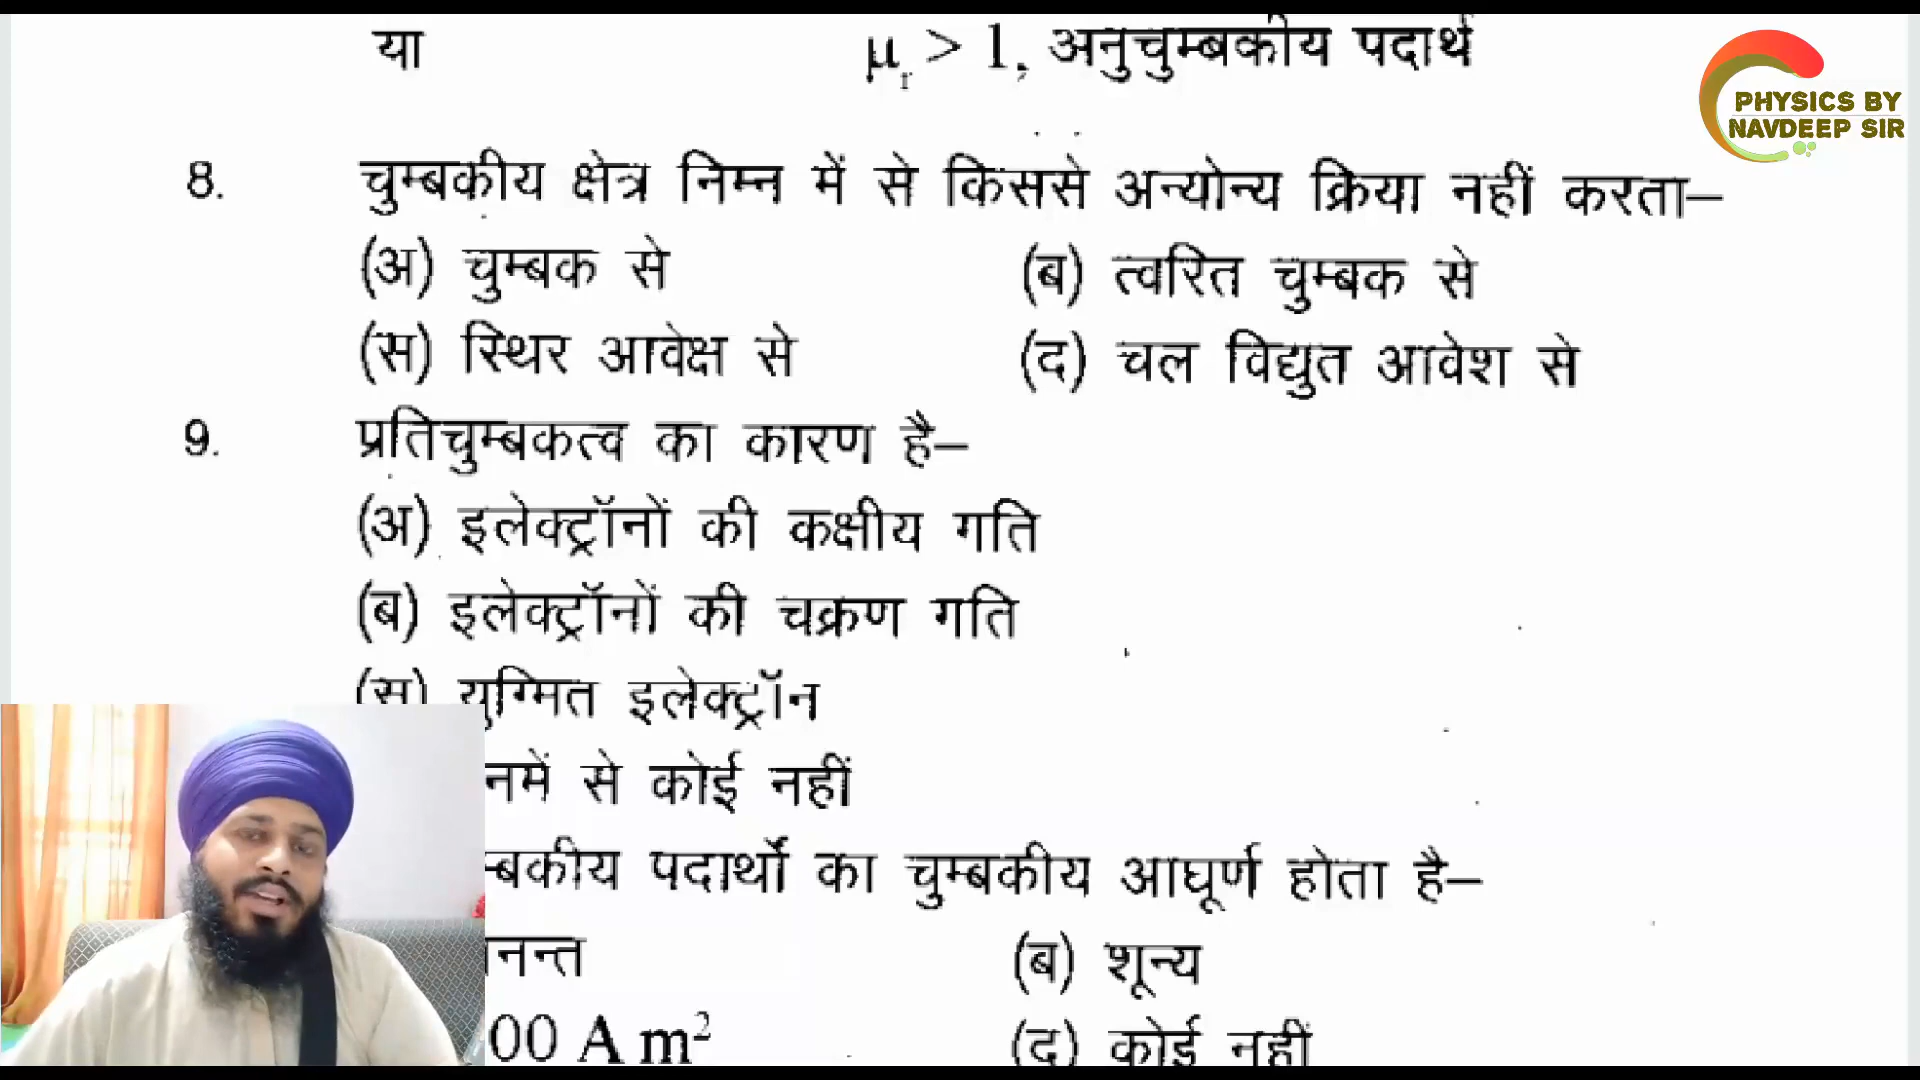 या μr > 1, अनुचुम्बकीय पदार्थ
PHYSICS BY
NAVDEEP SIR
8. चुम्बकीय क्षेत्र निम्न में से किससे अन्योन्य क्रिया नहीं करता–
(अ) चुम्बक से (ब) त्वरित चुम्बक से
(स) स्थिर आवेक्ष से (द) चल विद्युत आवेश से
9. प्रतिचुम्बकत्व का कारण है–
(अ) इलेक्ट्रॉनों की कक्षीय गति
(ब) इलेक्ट्रॉनों की चक्रण गति
(स) युग्मित इलेक्ट्रॉन
नमें से कोई नहीं
म्बकीय पदार्थों का चुम्बकीय आघूर्ण होता है–
नन्त (ब) शून्य
00 A m² (द) कोई नहीं